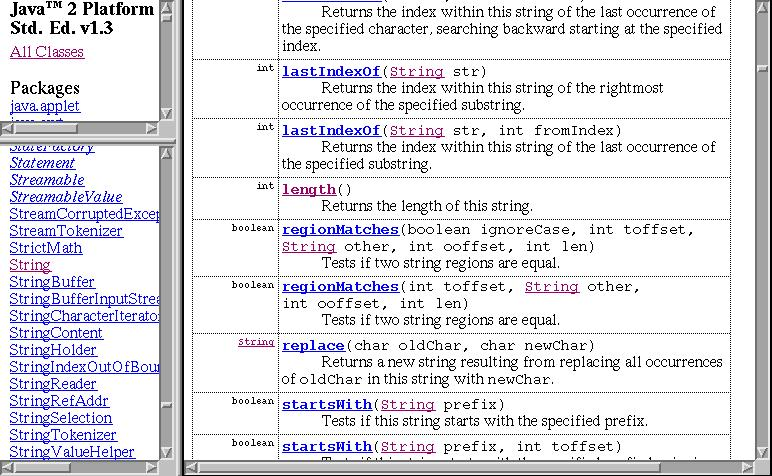 Java™ 2 Platform
Std. Ed. v1.3
All Classes
Packages
java.applet
StateFactory
Statement
Streamable
StreamableValue
StreamCorruptedExcep
StreamTokenizer
StrictMath
String
StringBuffer
StringBufferInputStrea
StringCharacterIterato
StringContent
StringHolder
StringIndexOutOfBou
StringReader
StringRefAddr
StringSelection
StringTokenizer
StringValueHelper
Returns the index within this string of the last occurrence of
the specified character, searching backward starting at the specified
index.
int lastIndexOf(String str)
Returns the index within this string of the rightmost
occurrence of the specified substring.
int lastIndexOf(String str, int fromIndex)
Returns the index within this string of the last occurrence of
the specified substring.
int length()
Returns the length of this string.
boolean regionMatches(boolean ignoreCase, int toffset,
String other, int ooffset, int len)
Tests if two string regions are equal.
boolean regionMatches(int toffset, String other,
int ooffset, int len)
Tests if two string regions are equal.
String replace(char oldChar, char newChar)
Returns a new string resulting from replacing all occurrences
of oldChar in this string with newChar.
boolean startsWith(String prefix)
Tests if this string starts with the specified prefix.
boolean startsWith(String prefix, int toffset)